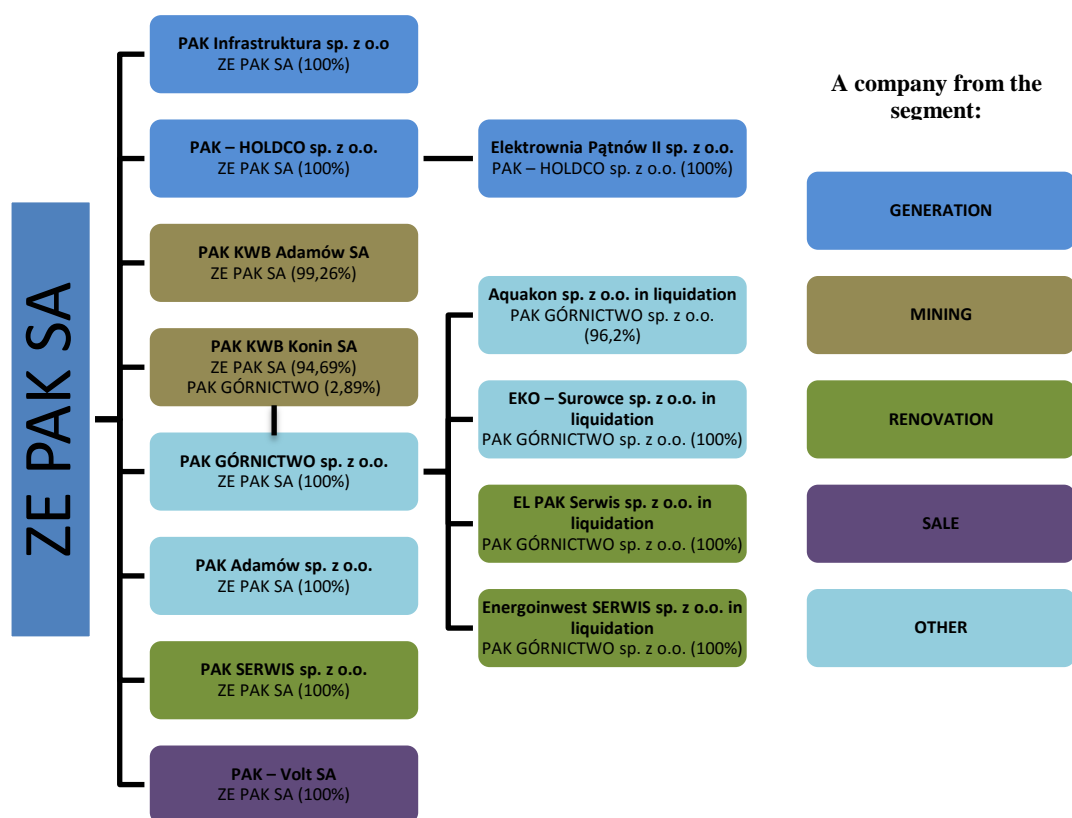 ZE PAK SA
PAK Infrastruktura sp. z o.o
ZE PAK SA (100%)
PAK – HOLDCO sp. z o.o.
ZE PAK SA (100%)
Elektrownia Pątnów II sp. z o.o.
PAK – HOLDCO sp. z o.o. (100%)
PAK KWB Adamów SA
ZE PAK SA (99,26%)
PAK KWB Konin SA
ZE PAK SA (94,69%)
PAK GÓRNICTWO (2,89%)
PAK GÓRNICTWO sp. z o.o.
ZE PAK SA (100%)
Aquakon sp. z o.o. in liquidation
PAK GÓRNICTWO sp. z o.o.
(96,2%)
EKO – Surowce sp. z o.o. in
liquidation
PAK GÓRNICTWO sp. z o.o. (100%)
EL PAK Serwis sp. z o.o. in
liquidation
PAK GÓRNICTWO sp. z o.o. (100%)
Energoinwest SERWIS sp. z o.o. in
liquidation
PAK GÓRNICTWO sp. z o.o. (100%)
PAK Adamów sp. z o.o.
ZE PAK SA (100%)
PAK SERWIS sp. z o.o.
ZE PAK SA (100%)
PAK – Volt SA
ZE PAK SA (100%)
A company from the
segment:
GENERATION
MINING
RENOVATION
SALE
OTHER